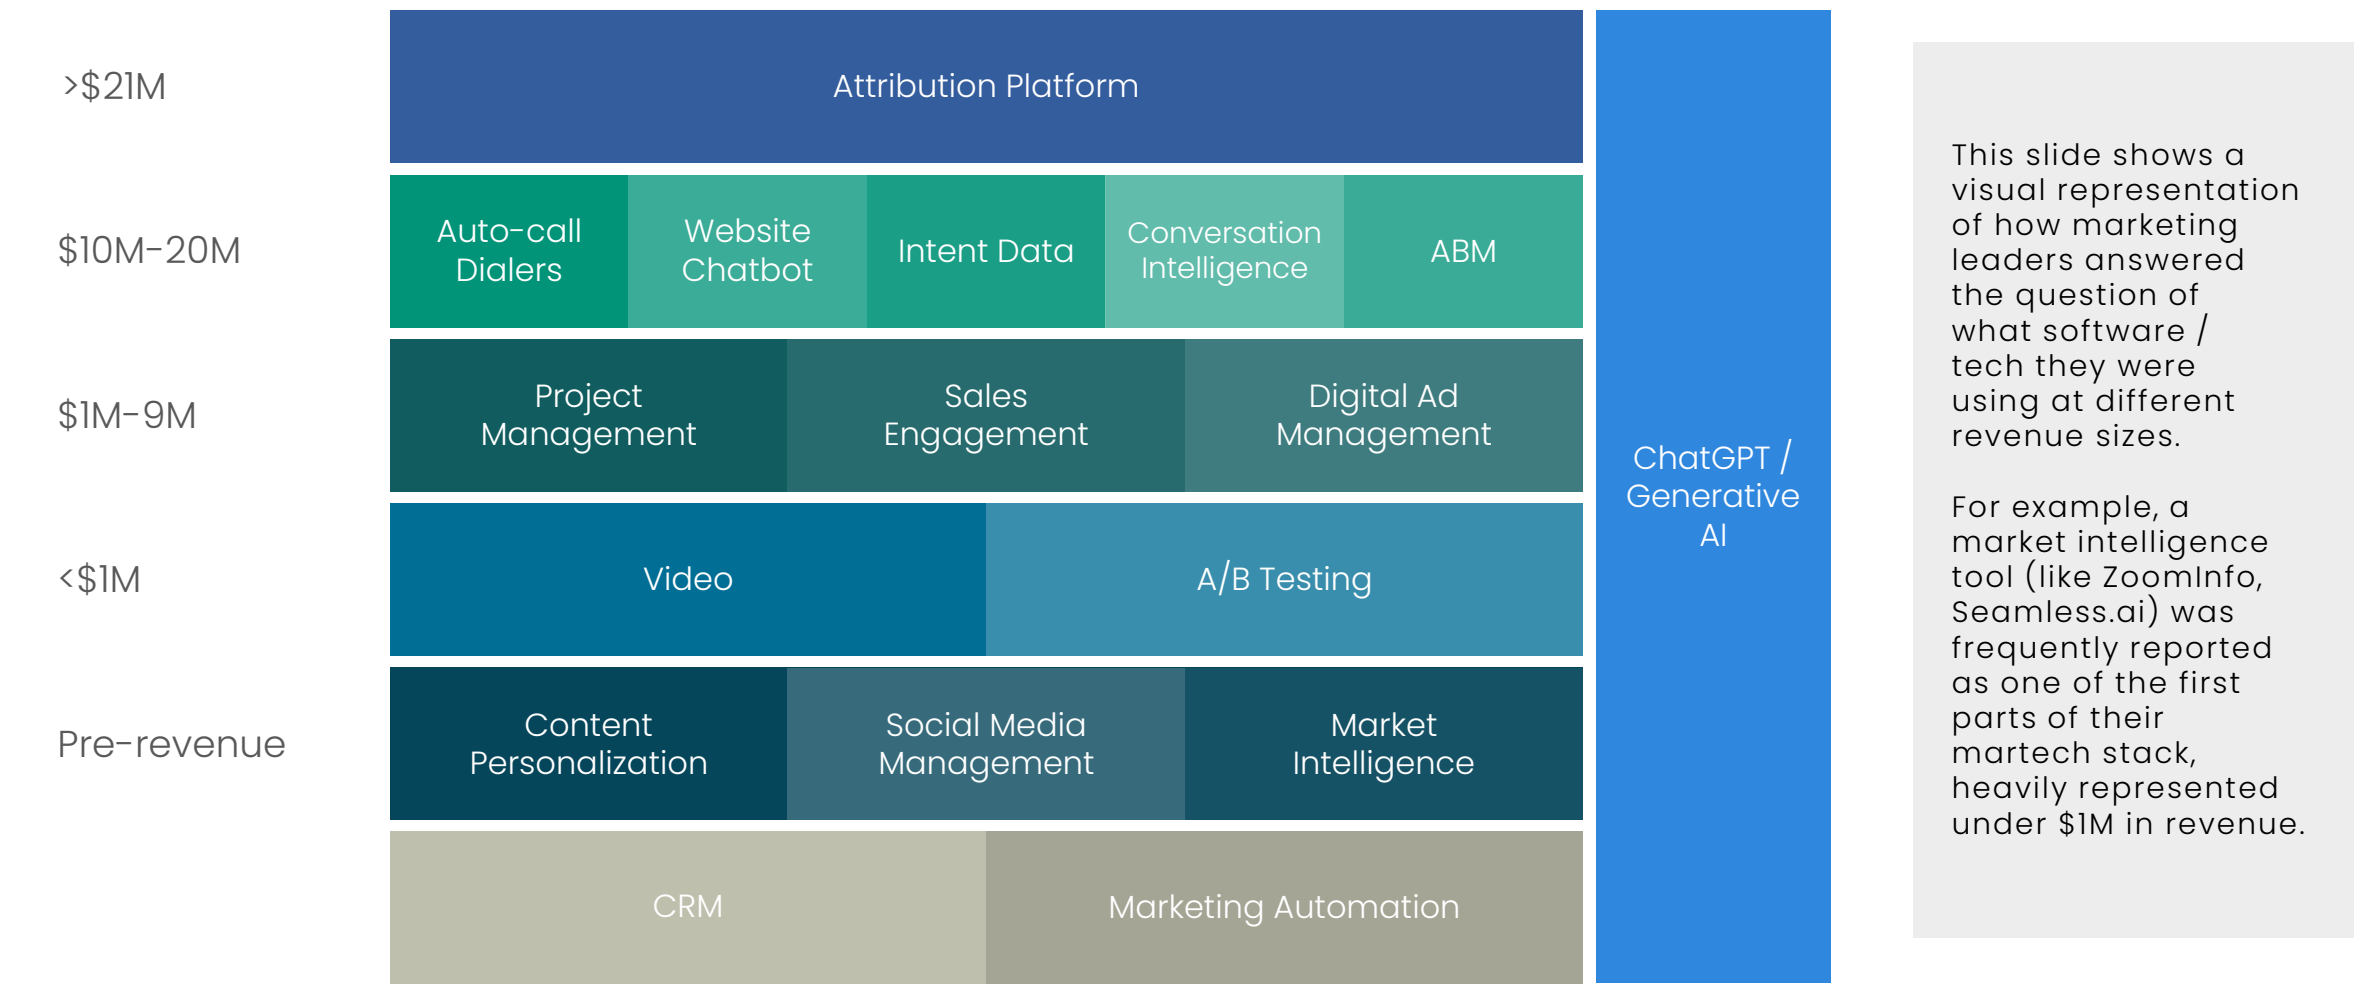 >$21M
Attribution Platform
$10M-20M
Auto-call
Dialers
Website
Chatbot
Intent Data
Conversation
Intelligence
ABM
$1M-9M
Project
Management
Sales
Engagement
Digital Ad
Management
<$1M
Video
A/B Testing
Pre-revenue
Content
Personalization
Social Media
Management
Market
Intelligence
CRM
Marketing Automation
ChatGPT /
Generative
AI
This slide shows a
visual representation
of how marketing
leaders answered
the question of
what software /
tech they were
using at different
revenue sizes.
For example, a
market intelligence
tool (like ZoomInfo,
Seamless.ai) was
frequently reported
as one of the first
parts of their
martech stack,
heavily represented
under $1M in revenue.